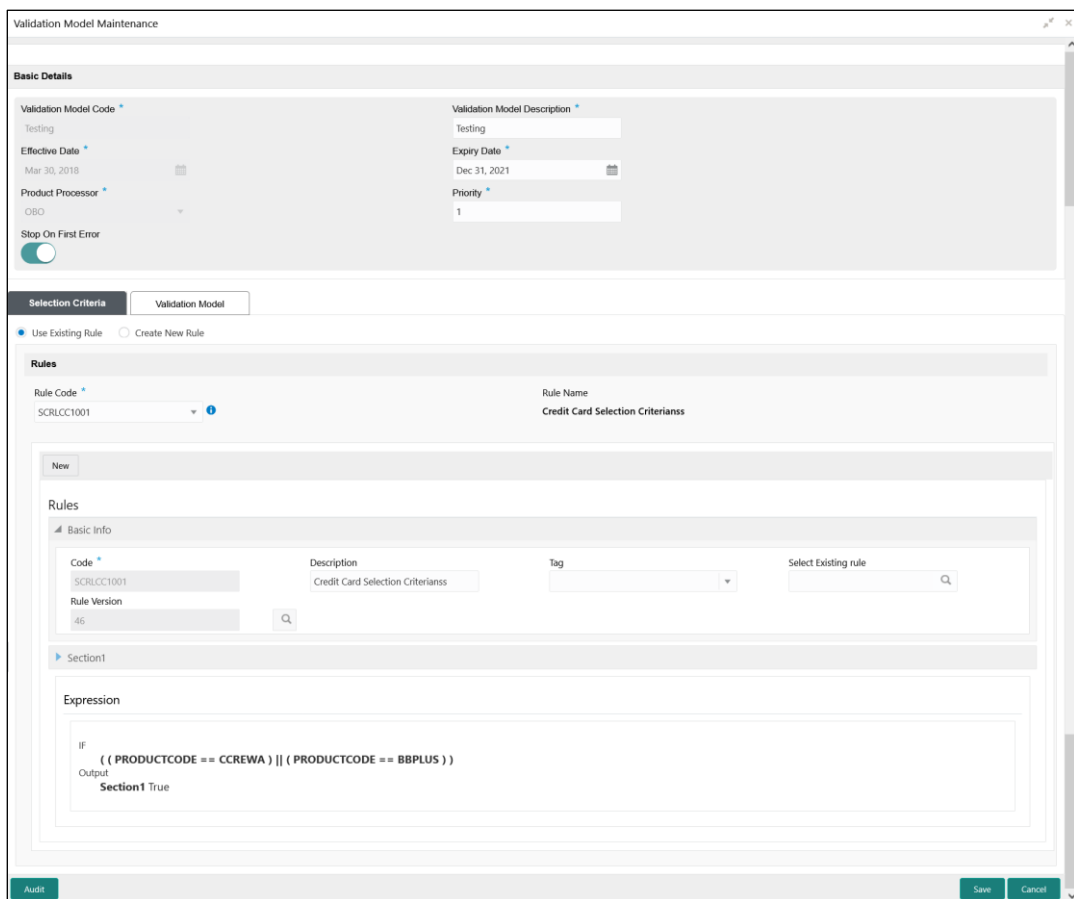 Validation Model Maintenance
Basic Details
Validation Model Code *
Validation Model Description *
Testing
Testing
Effective Date *
Expiry Date *
Mar 30, 2018
Dec 31, 2021
Product Processor *
Priority *
OBO
1
Stop On First Error
Selection Criteria
Validation Model
Use Existing Rule
Create New Rule
Rules
Rule Code *
Rule Name
SCRLCC1001
Credit Card Selection Criterianss
New
Rules
Basic Info
Code *
Description
Tag
Select Existing rule
SCRLCC1001
Credit Card Selection Criterianss
Rule Version
46
Section1
Expression
IF
( ( PRODUCTCODE == CCREWA ) || ( PRODUCTCODE == BBPLUS ) )
Output
Section1 True
Audit
Save
Cancel